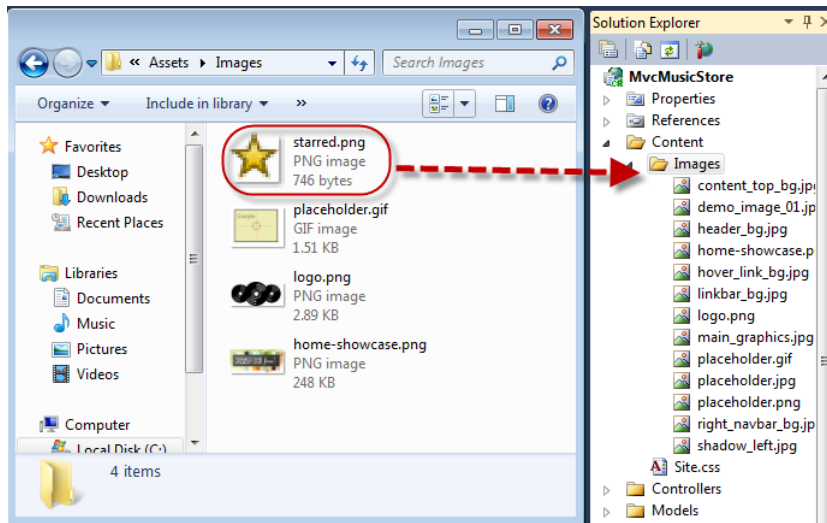 « Assets Images
Search Images
Organize
Include in library
»
Favorites
Desktop
Downloads
Recent Places
Libraries
Documents
Music
Pictures
Videos
Computer
Local Disk (C:)
starred.png
PNG image
746 bytes
placeholder.gif
GIF image
1.51 KB
logo.png
PNG image
2.89 KB
home-showcase.png
PNG image
248 KB
4 items
Solution Explorer
MvcMusicStore
Properties
References
Content
Images
content_top_bg.jp
demo_image_01.jp
header_bg.jpg
home-showcase.p
hover_link_bg.jpg
linkbar_bg.jpg
logo.png
main_graphics.jpg
placeholder.gif
placeholder.jpg
placeholder.png
right_navbar_bg.jp
shadow_left.jpg
Site.css
Controllers
Models